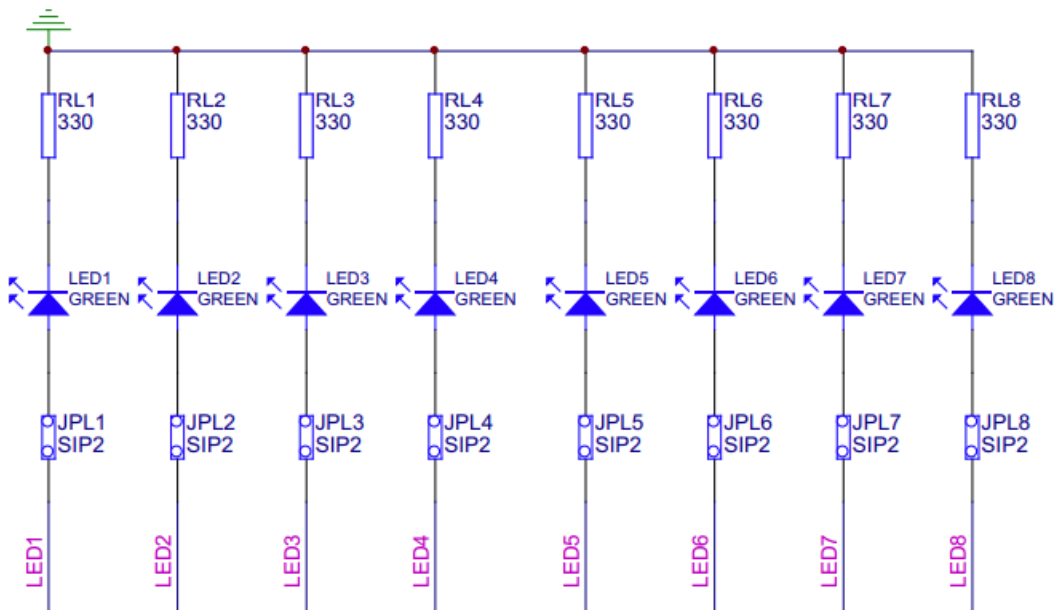 RL1 RL2 RL3 RL4 RL5 RL6 RL7 RL8
330 330 330 330 330 330 330 330
LED1 LED2 LED3 LED4 LED5 LED6 LED7 LED8
GREEN GREEN GREEN GREEN GREEN GREEN GREEN GREEN
JPL1 JPL2 JPL3 JPL4 JPL5 JPL6 JPL7 JPL8
SIP2 SIP2 SIP2 SIP2 SIP2 SIP2 SIP2 SIP2
LED1 LED2 LED3 LED4 LED5 LED6 LED7 LED8